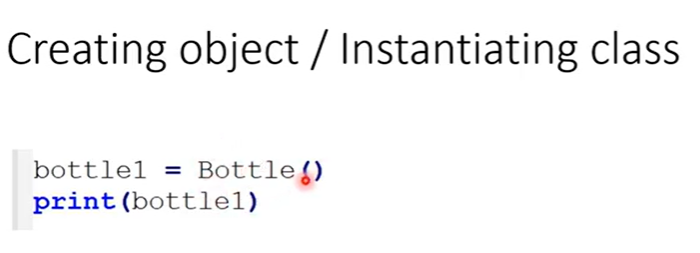 Creating object / Instantiating class
bottle1 = Bottle()
print(bottle1)